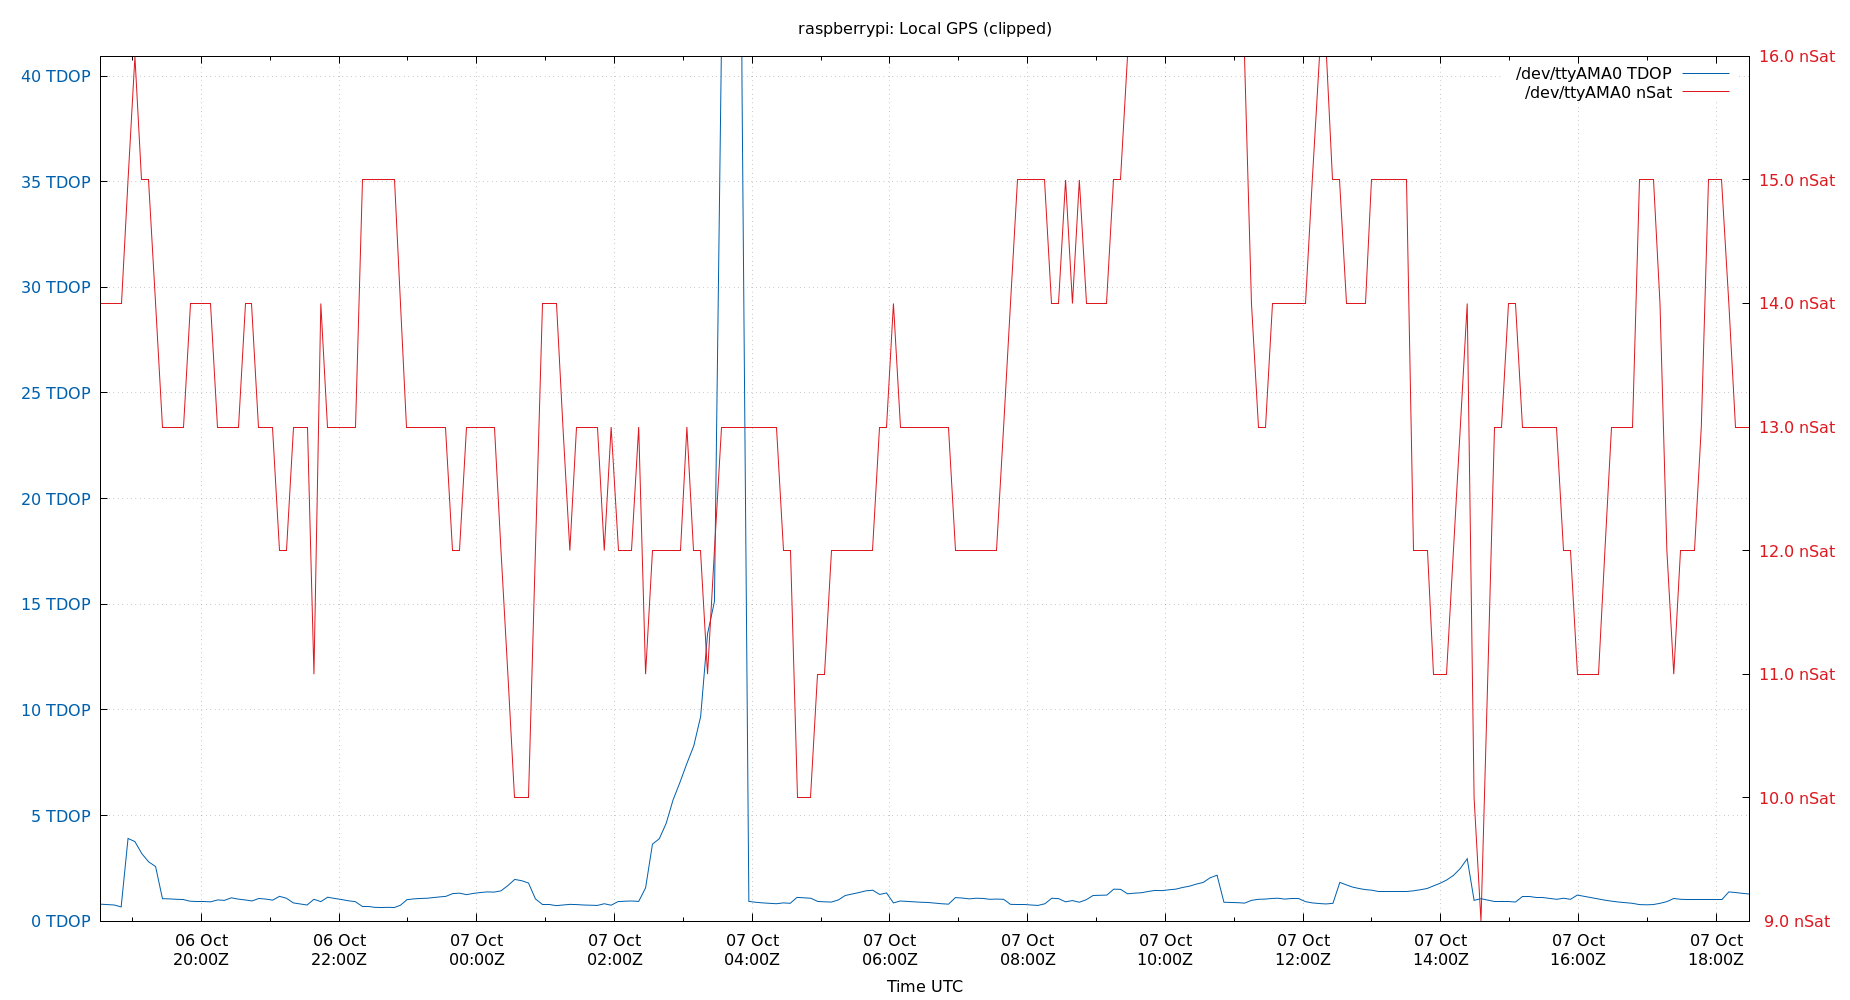 raspberrypi: Local GPS (clipped)
40 TDOP
35 TDOP
30 TDOP
25 TDOP
20 TDOP
15 TDOP
10 TDOP
5 TDOP
0 TDOP
16.0 nSat
15.0 nSat
14.0 nSat
13.0 nSat
12.0 nSat
11.0 nSat
10.0 nSat
9.0 nSat
/dev/ttyAMA0 TDOP
/dev/ttyAMA0 nSat
06 Oct 06 Oct 07 Oct 07 Oct 07 Oct 07 Oct 07 Oct 07 Oct 07 Oct 07 Oct 07 Oct 07 Oct
20:00Z 22:00Z 00:00Z 02:00Z 04:00Z 06:00Z 08:00Z 10:00Z 12:00Z 14:00Z 16:00Z 18:00Z
Time UTC